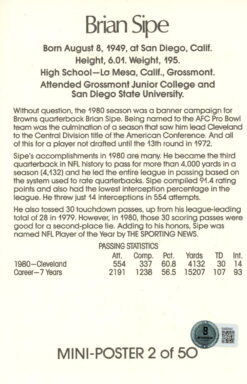 Brian Sipe
Born August 8, 1949, at San Diego, Calif.
Height, 6.01. Weight, 195.
High School—La Mesa, Calif., Grossmont.
Attended Grossmont Junior College and
San Diego State University.
Without question, the 1980 season was a banner campaign for
Browns quarterback Brian Sipe. Being named to the AFC Pro Bowl
team was the culmination of a season that saw him lead Cleveland
to the Central Division title of the American Conference. And all
of this for a player not drafted until the 13th round in 1972.
Sipe's accomplishments in 1980 are many. He became the third
quarterback in NFL history to pass for more than 4,000 yards in
a season (4,132) and he led the entire league in passing based on
the system used to rate quarterbacks. Sipe compiled 91.4 rating
points and also had the lowest interception percentage in the
league. He threw just 14 interceptions in 554 attempts.
He also tossed 30 touchdown passes, up from his league-leading
total of 28 in 1979. However, in 1980, those 30 scoring passes were
good for a second-place tie. Adding to his honors, Sipe was
named NFL Player of the Year by THE SPORTING NEWS.
PASSING STATISTICS
Att. Comp. Pct. Yards TD Int.
1980—Cleveland 554 337 60.8 4132 30 14
Career—7 Years 2191 1238 56.5 15207 107 93
MINI-POSTER 2 of 50